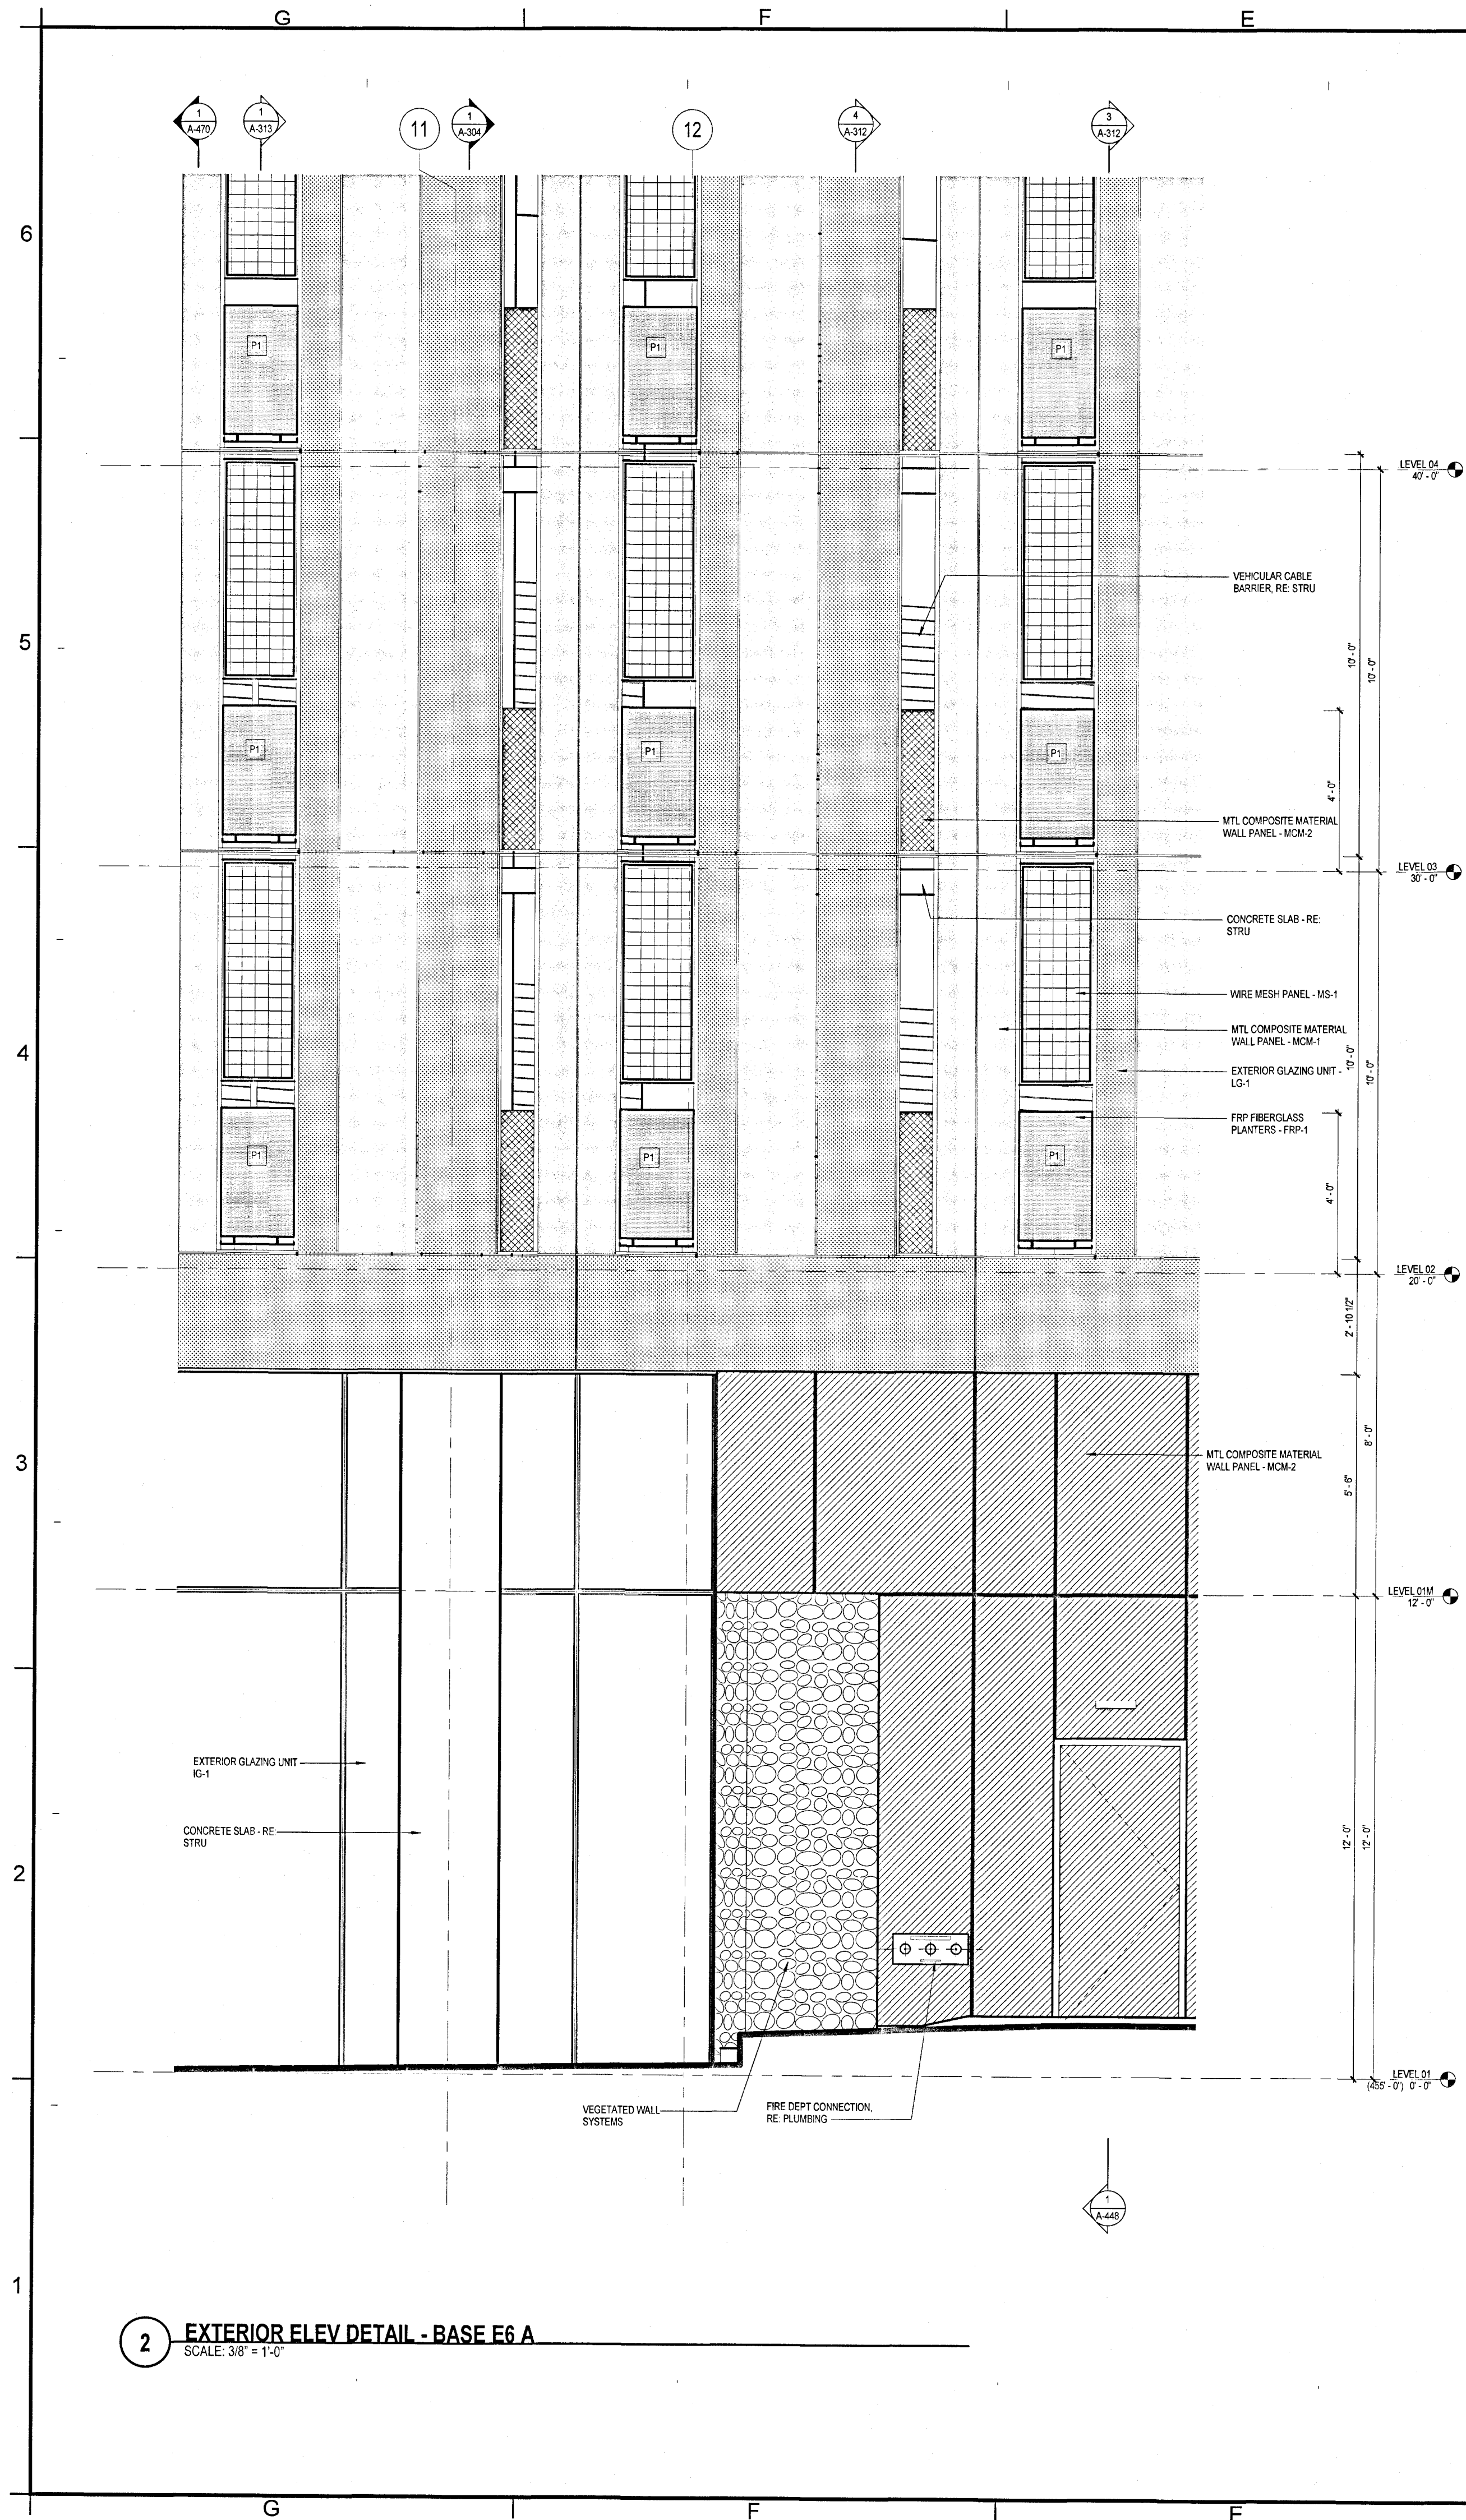 G F E
1 1 1 4 3
A-470 A-313 11 A-304 12 A-312 A-312
6
P1 P1 P1
LEVEL 04
40' - 0"
VEHICULAR CABLE
BARRIER, RE: STRU
5
10' - 0"
10' - 0"
P1 P1 P1
4' - 0"
MTL COMPOSITE MATERIAL
WALL PANEL - MCM-2
LEVEL 03
30' - 0"
CONCRETE SLAB - RE:
STRU
WIRE MESH PANEL - MS-1
MTL COMPOSITE MATERIAL
WALL PANEL - MCM-1
4
10' - 0"
10' - 0"
EXTERIOR GLAZING UNIT -
LG-1
FRP FIBERGLASS
PLANTERS - FRP-1
P1 P1 P1
4' - 0"
LEVEL 02
20' - 0"
2' - 10 1/2"
3
8' - 0"
MTL COMPOSITE MATERIAL
WALL PANEL - MCM-2
5' - 6"
LEVEL 01M
12' - 0"
EXTERIOR GLAZING UNIT
IG-1
CONCRETE SLAB - RE:
STRU
12' - 0"
12' - 0"
2
LEVEL 01
(455' - 0") 0' - 0"
VEGETATED WALL
SYSTEMS
FIRE DEPT CONNECTION,
RE: PLUMBING
1
A-448
1
2 EXTERIOR ELEV DETAIL - BASE E6 A
SCALE: 3/8" = 1'-0"
G F E